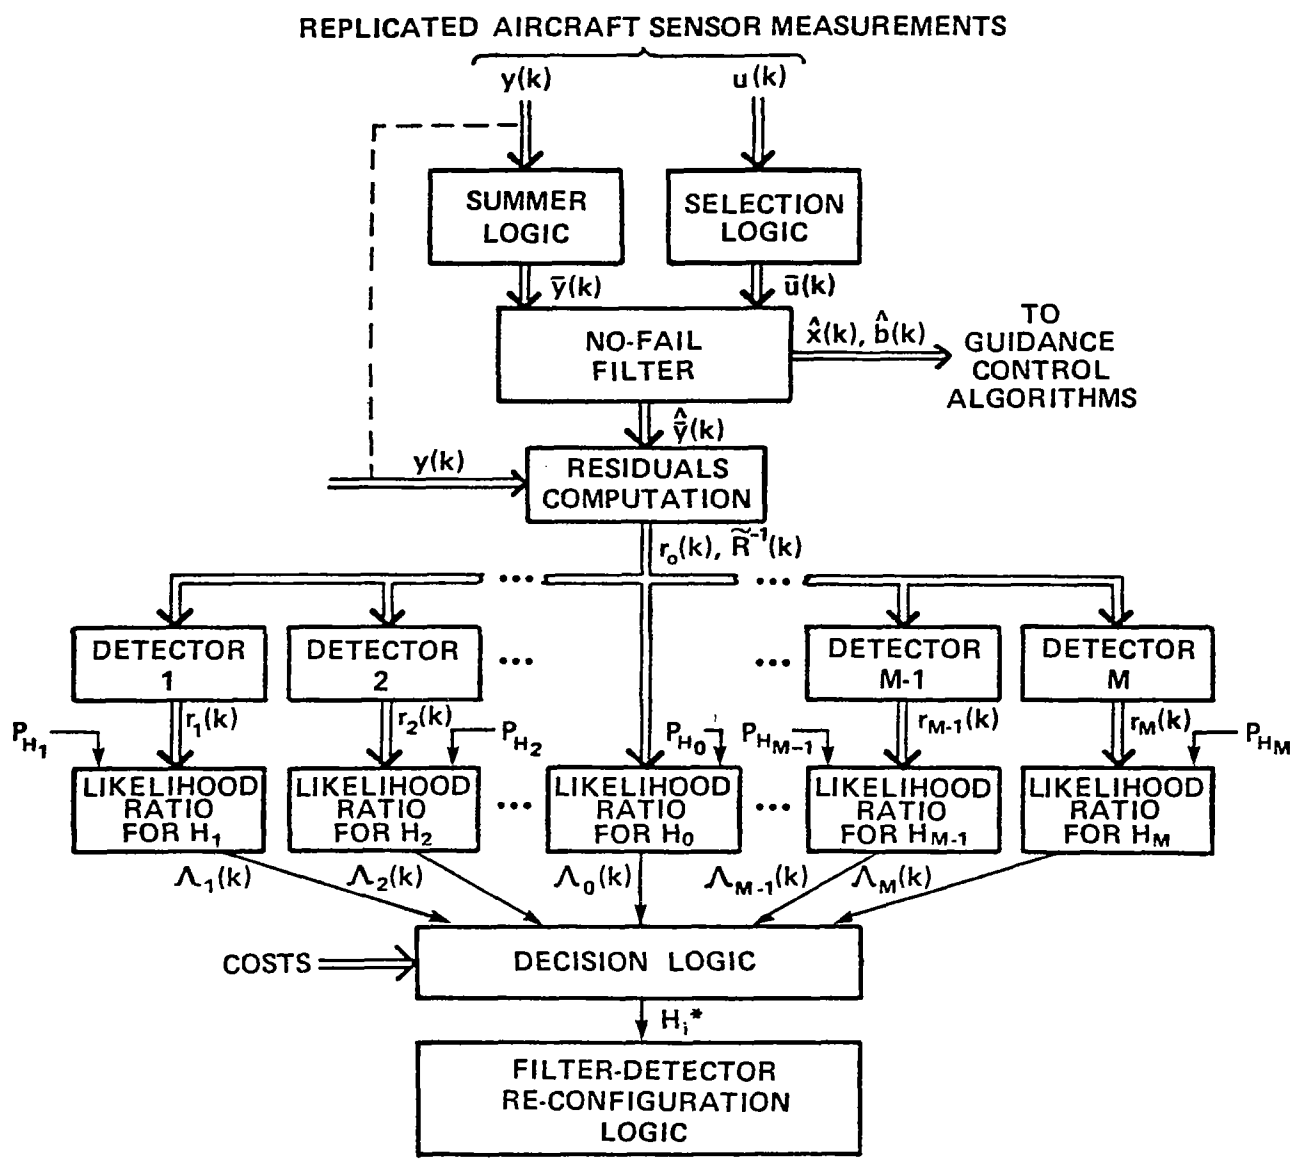 REPLICATED AIRCRAFT SENSOR MEASUREMENTS
y(k)
u(k)
SUMMER
LOGIC
SELECTION
LOGIC
ȳ(k)
ū(k)
NO-FAIL
FILTER
x̂(k), b̂(k)
TO
GUIDANCE
CONTROL
ALGORITHMS
ŷ̄(k)
y(k)
RESIDUALS
COMPUTATION
r₀(k), R̃⁻¹(k)
... ...
DETECTOR
1
DETECTOR
2
...
...
DETECTOR
M-1
DETECTOR
M
P_H₁
r₁(k)
r₂(k)
P_H₂
P_H₀
P_H_M-1
r_M-1(k)
r_M(k)
P_H_M
LIKELIHOOD
RATIO
FOR H₁
LIKELIHOOD
RATIO
FOR H₂
...
LIKELIHOOD
RATIO
FOR H₀
...
LIKELIHOOD
RATIO
FOR H_M-1
LIKELIHOOD
RATIO
FOR H_M
Λ₁(k)
Λ₂(k)
Λ₀(k)
Λ_M-1(k)
Λ_M(k)
COSTS
DECISION LOGIC
H_i*
FILTER-DETECTOR
RE-CONFIGURATION
LOGIC